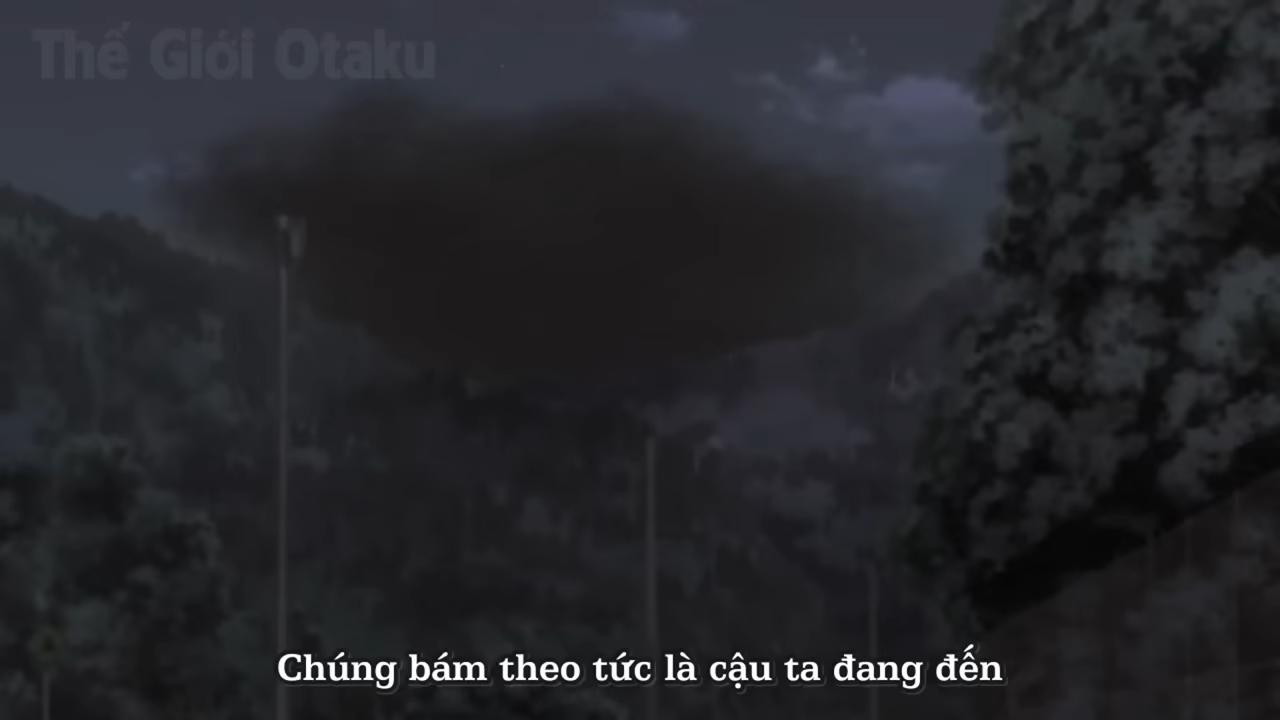 Thế Giới Otaku
Chúng bám theo tức là cậu ta đang đến